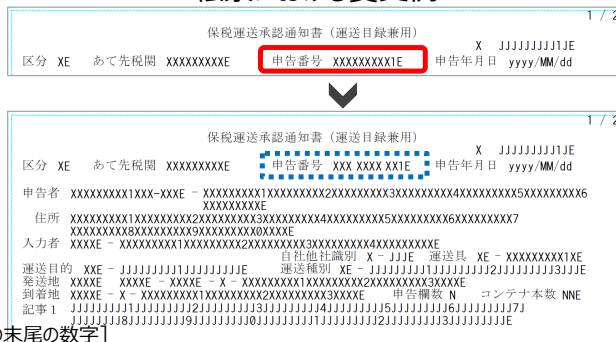 1 / 2
保税運送承認通知書（運送目録兼用）
X JJJJJJJJJ1JE
区分 XE あて先税関 XXXXXXXXXE 申告番号 XXXXXXXXX1E 申告年月日 yyyy/MM/dd
1 / 2
保税運送承認通知書（運送目録兼用）
X JJJJJJJJJ1JE
区分 XE あて先税関 XXXXXXXXXE 申告番号 XXX XXXX XX1E 申告年月日 yyyy/MM/dd
申告者 XXXXXXXXX1XXX-XXXE － XXXXXXXXX1XXXXXXXXX2XXXXXXXXX3XXXXXXXXX4XXXXXXXXX5XXXXXXXXX6
XXXXXXXXXE
住所 XXXXXXXXX1XXXXXXXXX2XXXXXXXXX3XXXXXXXXX4XXXXXXXXX5XXXXXXXXX6XXXXXXXXX7
XXXXXXXXX8XXXXXXXXX9XXXXXXXXX0XXXXE
入力者 XXXXE － XXXXXXXXX1XXXXXXXXX2XXXXXXXXX3XXXXXXXXX4XXXXXXXXXE
自社他社識別 X － JJJE 運送具 XE － XXXXXXXXX1XE
運送目的 XXE － JJJJJJJJJ1JJJJJJJJJE 運送種別 XE － JJJJJJJJJ1JJJJJJJJJ2JJJJJJJJJ3JJJE
発送地 XXXXE XXXXE － XXXXE － X － XXXXXXXXX1XXXXXXXXX2XXXXXXXXX3XXXXE
到着地 XXXXE － X － XXXXXXXXX1XXXXXXXXX2XXXXXXXXX3XXXXE 申告欄数 N コンテナ本数 NNE
記事１ JJJJJJJJJ1JJJJJJJJJ2JJJJJJJJJ3JJJJJJJJJ4JJJJJJJJJ5JJJJJJJJJ6JJJJJJJJJ7J
JJJJJJJJ8JJJJJJJJJ9JJJJJJJJJ0JJJJJJJJJ1JJJJJJJJJ2JJJJJJJJJ3JJJJJJJJJE
の末尾の数字］